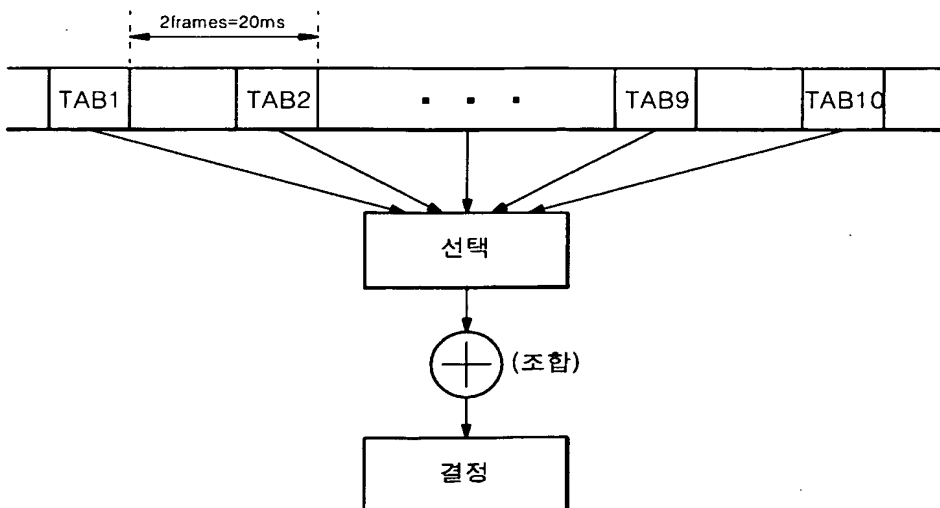 2frames=20ms
TAB1
TAB2
. . .
TAB9
TAB10
선택
(조합)
결정